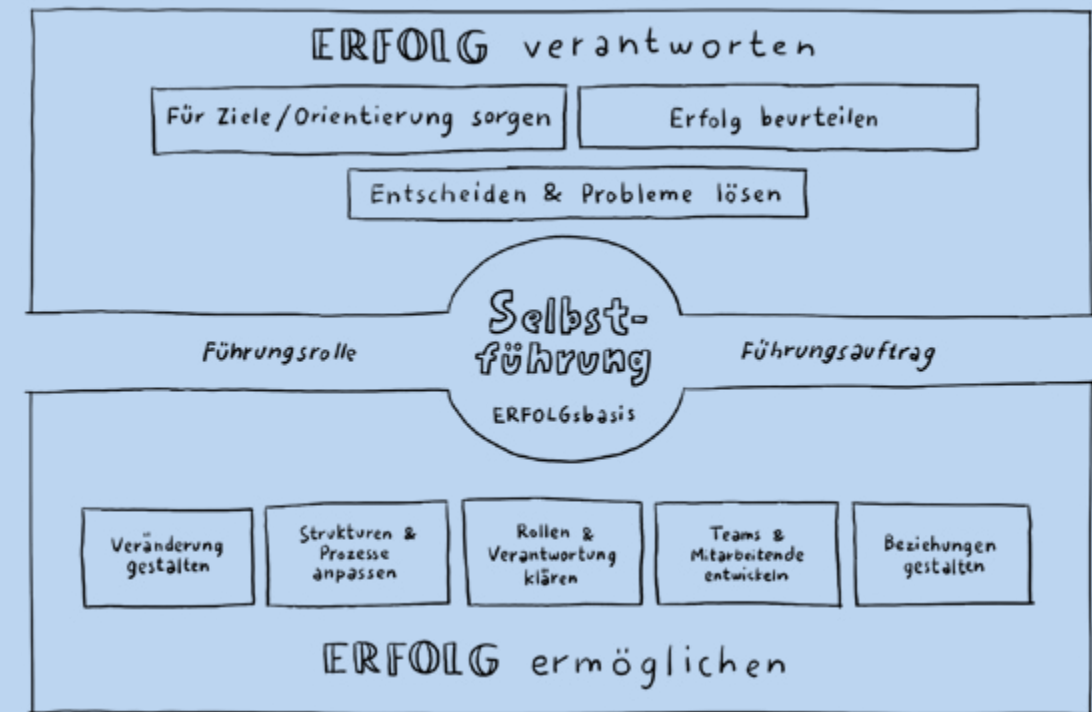 ERFOLG verantworten
Für Ziele/Orientierung sorgen
Erfolg beurteilen
Entscheiden & Probleme lösen
Führungsrolle
Selbst-
führung
ERFOLGsbasis
Führungsauftrag
Veränderung
gestalten
Strukturen &
Prozesse
anpassen
Rollen &
Verantwortung
klären
Teams &
Mitarbeitende
entwickeln
Beziehungen
gestalten
ERFOLG ermöglichen